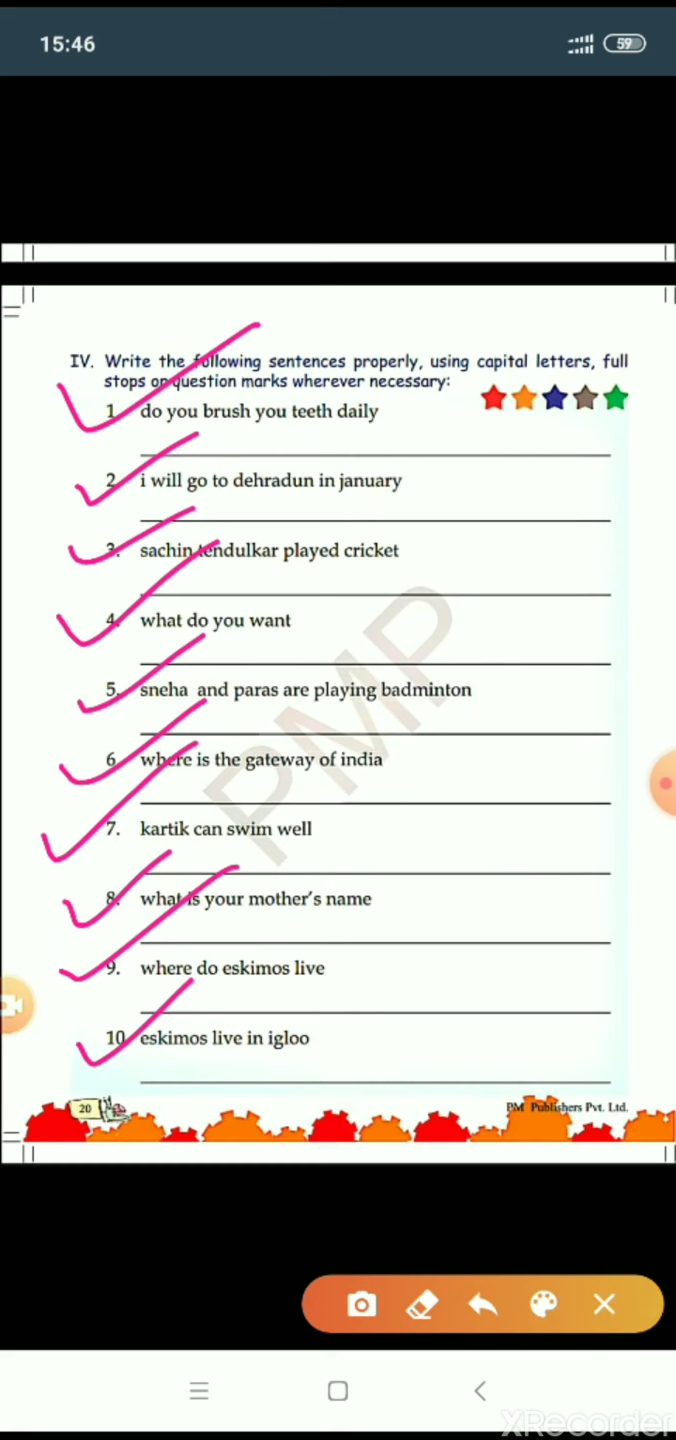 15:46
59
IV. Write the following sentences properly, using capital letters, full
stops or question marks wherever necessary:
1. do you brush you teeth daily
2. i will go to dehradun in january
3. sachin tendulkar played cricket
4. what do you want
5. sneha and paras are playing badminton
6. where is the gateway of india
7. kartik can swim well
8. what is your mother's name
9. where do eskimos live
10. eskimos live in igloo
PMP
20
PM Publishers Pvt. Ltd.
XRecorder